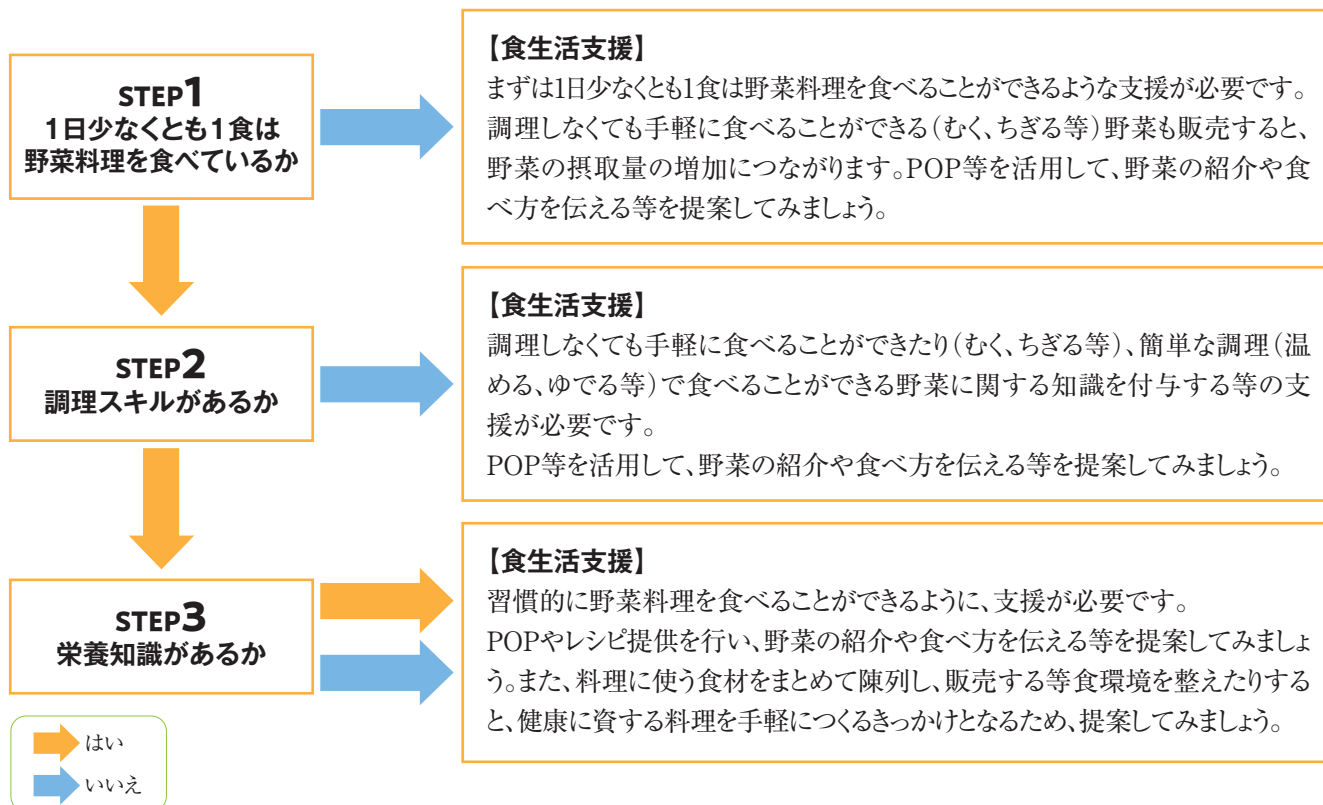 STEP1
1日少なくとも1食は
野菜料理を食べているか
【食生活支援】
まずは1日少なくとも1食は野菜料理を食べることができるような支援が必要です。
調理しなくても手軽に食べることができる(むく、ちぎる等)野菜も販売すると、
野菜の摂取量の増加につながります。POP等を活用して、野菜の紹介や食
べ方を伝える等を提案してみましょう。
STEP2
調理スキルがあるか
【食生活支援】
調理しなくても手軽に食べることができたり(むく、ちぎる等)、簡単な調理(温
める、ゆでる等)で食べることができる野菜に関する知識を付与する等の支
援が必要です。
POP等を活用して、野菜の紹介や食べ方を伝える等を提案してみましょう。
STEP3
栄養知識があるか
【食生活支援】
習慣的に野菜料理を食べることができるように、支援が必要です。
POPやレシピ提供を行い、野菜の紹介や食べ方を伝える等を提案してみましょ
う。また、料理に使う食材をまとめて陳列し、販売する等食環境を整えたりする
と、健康に資する料理を手軽につくるきっかけとなるため、提案してみましょう。
はい
いいえ